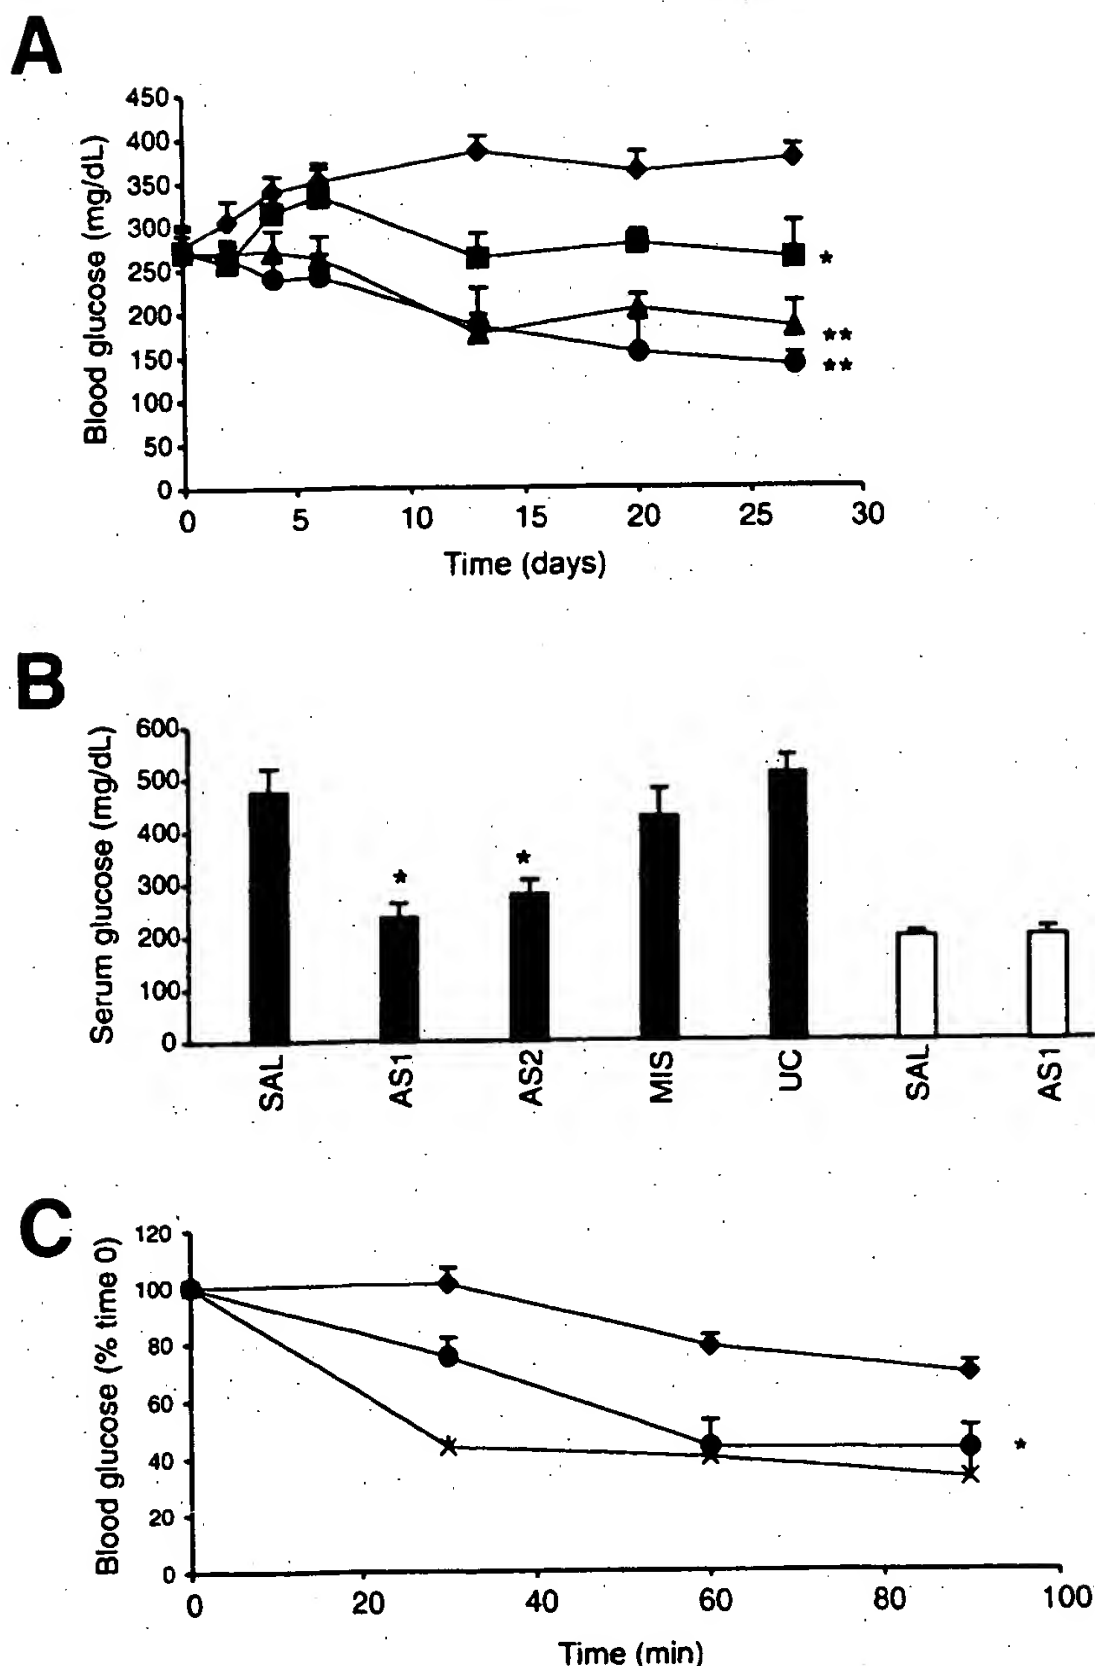 A
Blood glucose (mg/dL)
450
400
350
300
250
200
150
100
50
0
*
**
**
0 5 10 15 20 25 30
Time (days)
B
Serum glucose (mg/dL)
600
500
400
300
200
100
0
* *
SAL AS1 AS2 MIS UC SAL AS1
C
Blood glucose (% time 0)
120
100
80
60
40
20
0
*
0 20 40 60 80 100
Time (min)